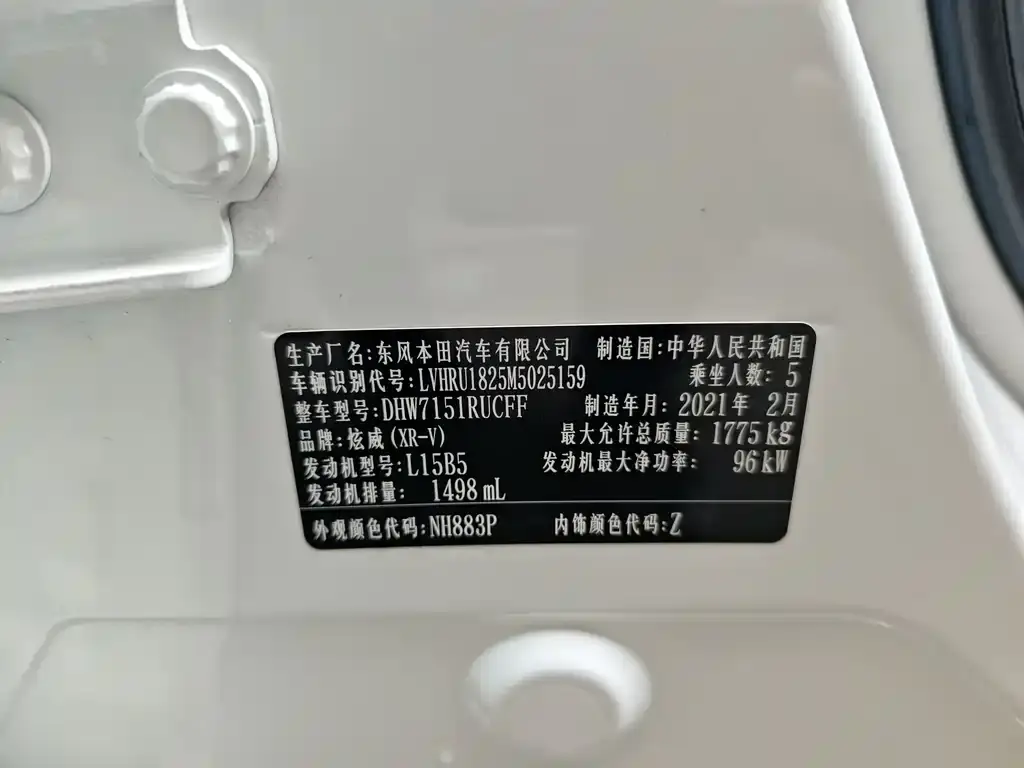 生产厂名:东风本田汽车有限公司 制造国:中华人民共和国
车辆识别代号:LVHRU1825M5025159 乘坐人数: 5
整车型号:DHW7151RUCFF 制造年月: 2021年 2月
品牌:炫威(XR-V) 最大允许总质量: 1775kg
发动机型号:L15B5 发动机最大净功率: 96kW
发动机排量: 1498mL
外观颜色代码:NH883P 内饰颜色代码:Z